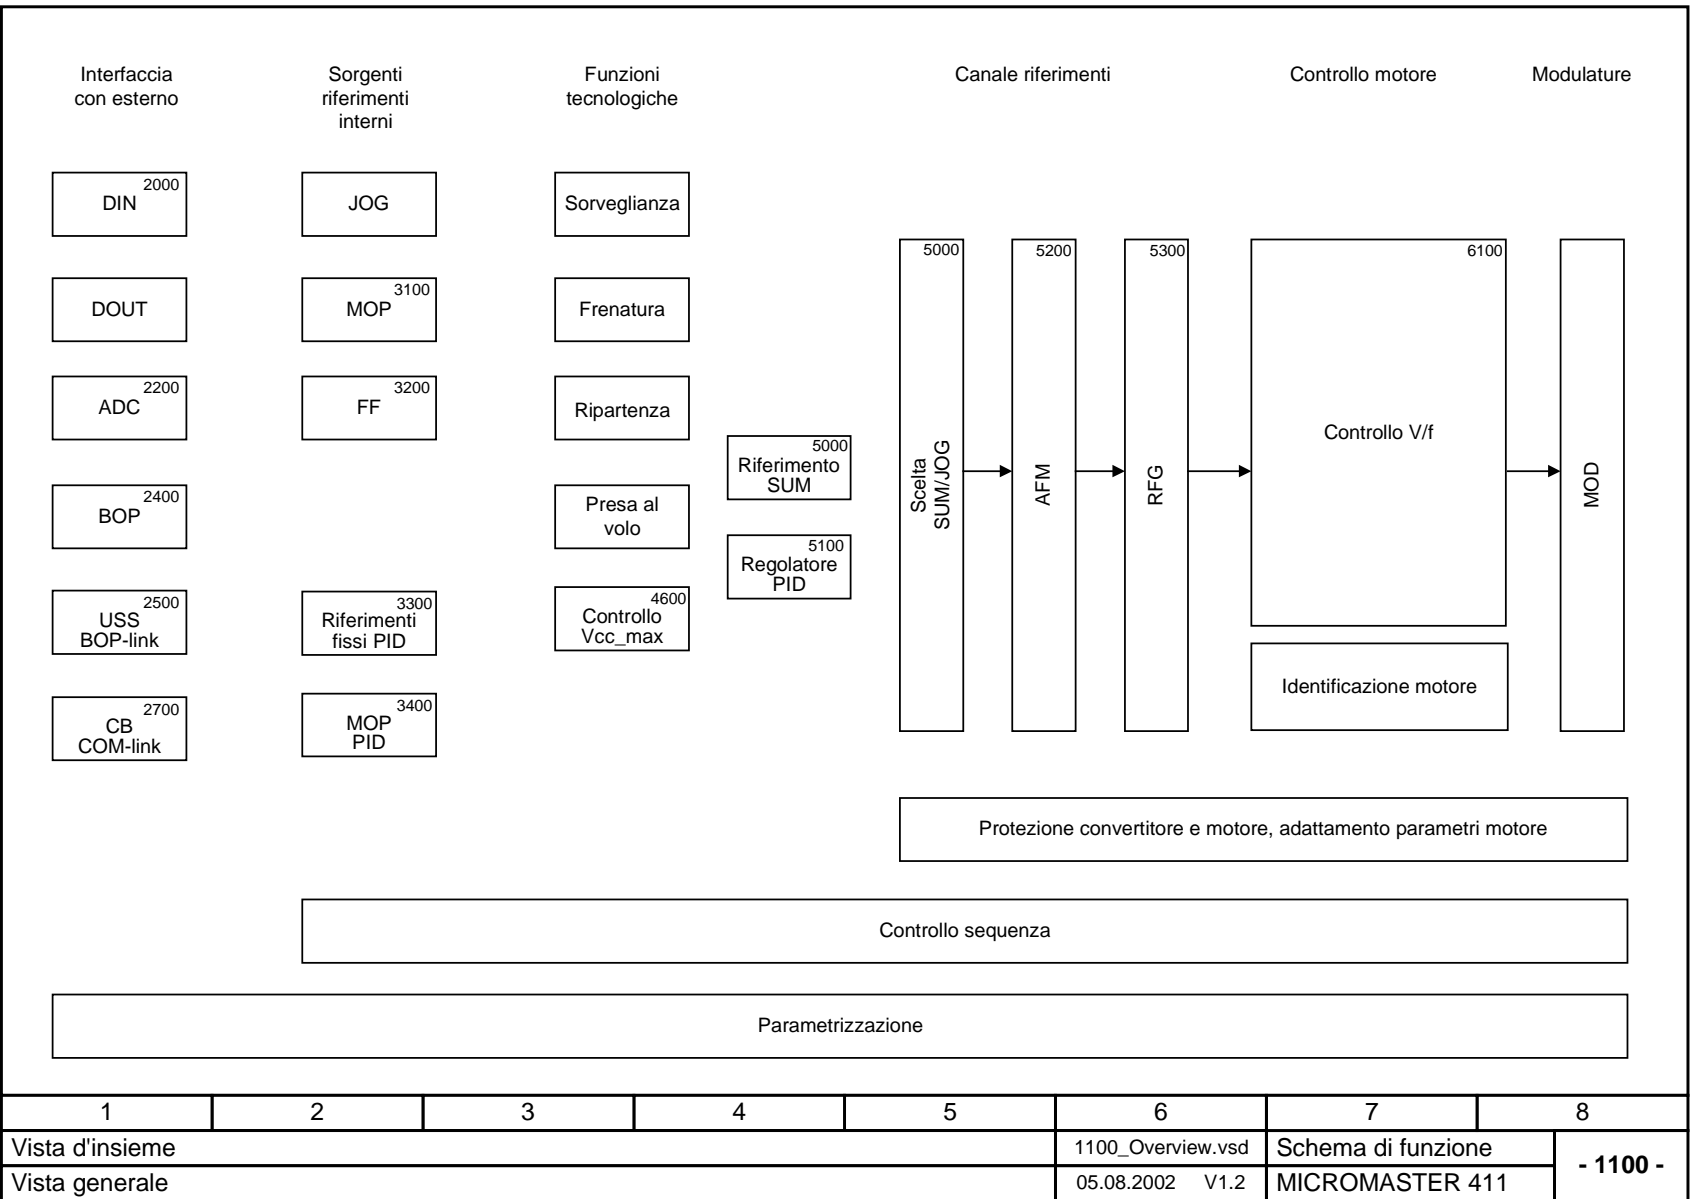 Interfaccia
con esterno
Sorgenti
riferimenti
interni
Funzioni
tecnologiche
Canale riferimenti
Controllo motore
Modulature
2000
DIN
JOG
Sorveglianza
DOUT
3100
MOP
Frenatura
2200
ADC
3200
FF
Ripartenza
2400
BOP
Presa al
volo
2500
USS
BOP-link
3300
Riferimenti
fissi PID
4600
Controllo
Vcc_max
2700
CB
COM-link
3400
MOP
PID
5000
Riferimento
SUM
5100
Regolatore
PID
5000
Scelta
SUM/JOG
5200
AFM
5300
RFG
6100
Controllo V/f
Identificazione motore
MOD
Protezione convertitore e motore, adattamento parametri motore
Controllo sequenza
Parametrizzazione
1 2 3 4 5 6 7 8
Vista d'insieme 1100_Overview.vsd Schema di funzione
- 1100 -
Vista generale 05.08.2002 V1.2 MICROMASTER 411